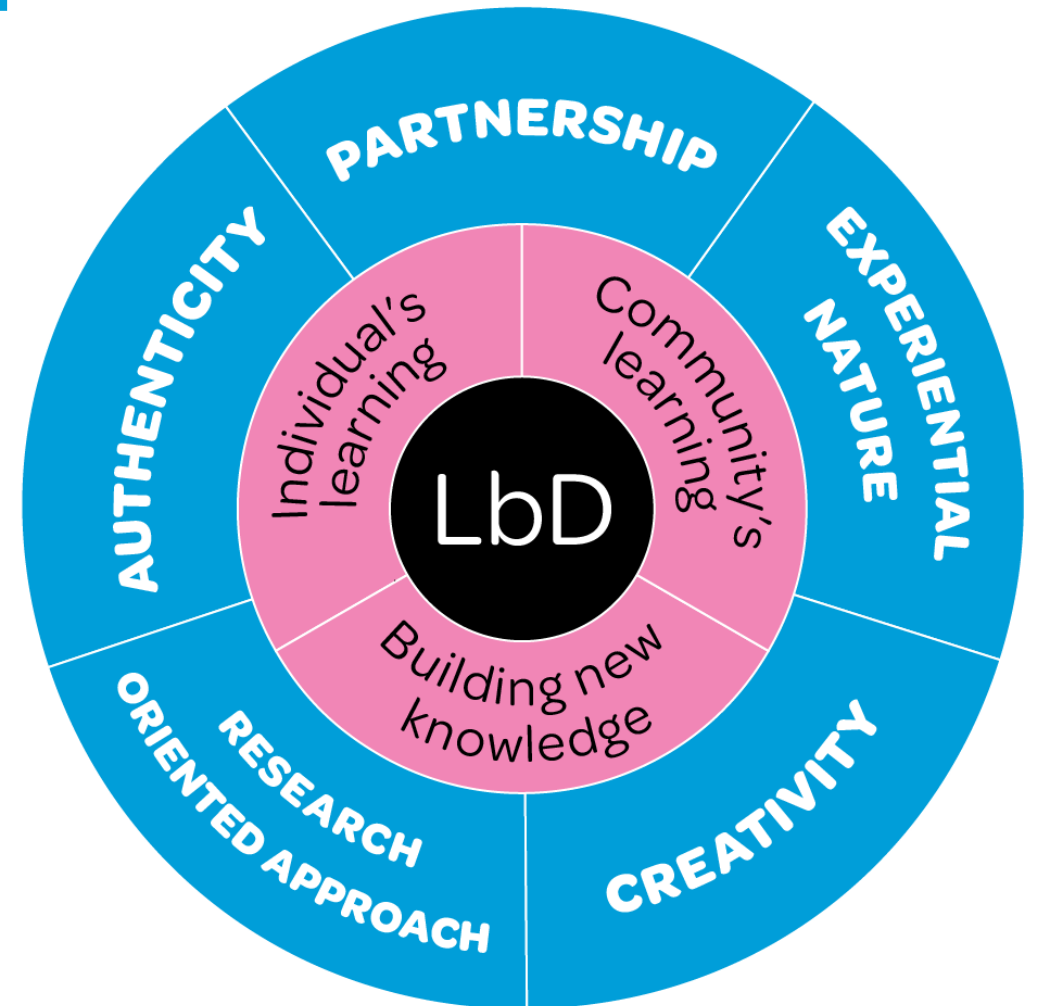 PARTNERSHIP
EXPERIENTIAL
NATURE
CREATIVITY
RESEARCH
ORIENTED APPROACH
AUTHENTICITY
Individual's
learning
Community's
learning
Building new
knowledge
LbD